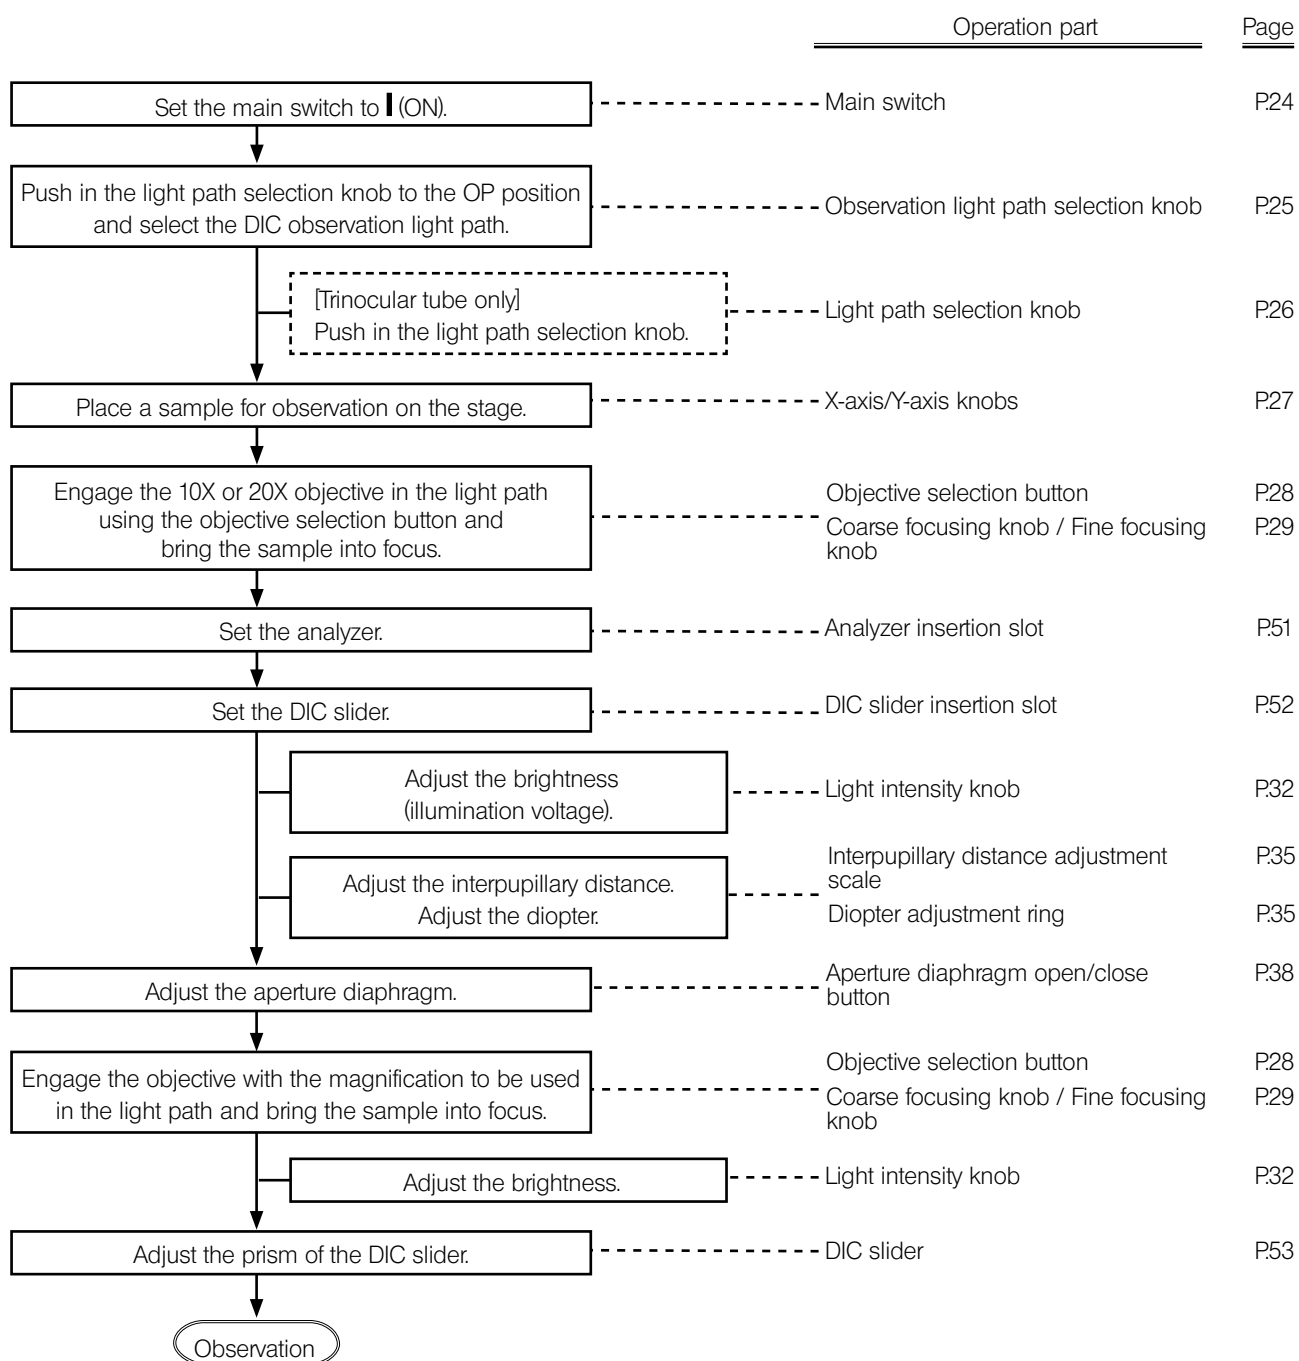 Operation part Page
Set the main switch to I (ON). Main switch P.24
Push in the light path selection knob to the OP position
and select the DIC observation light path. Observation light path selection knob P.25
[Trinocular tube only]
Push in the light path selection knob. Light path selection knob P.26
Place a sample for observation on the stage. X-axis/Y-axis knobs P.27
Engage the 10X or 20X objective in the light path
using the objective selection button and
bring the sample into focus.
Objective selection button P.28
Coarse focusing knob / Fine focusing P.29
knob
Set the analyzer. Analyzer insertion slot P.51
Set the DIC slider. DIC slider insertion slot P.52
Adjust the brightness
(illumination voltage). Light intensity knob P.32
Adjust the interpupillary distance.
Adjust the diopter.
Interpupillary distance adjustment P.35
scale
Diopter adjustment ring P.35
Adjust the aperture diaphragm.
Aperture diaphragm open/close P.38
button
Engage the objective with the magnification to be used
in the light path and bring the sample into focus.
Objective selection button P.28
Coarse focusing knob / Fine focusing P.29
knob
Adjust the brightness. Light intensity knob P.32
Adjust the prism of the DIC slider. DIC slider P.53
Observation